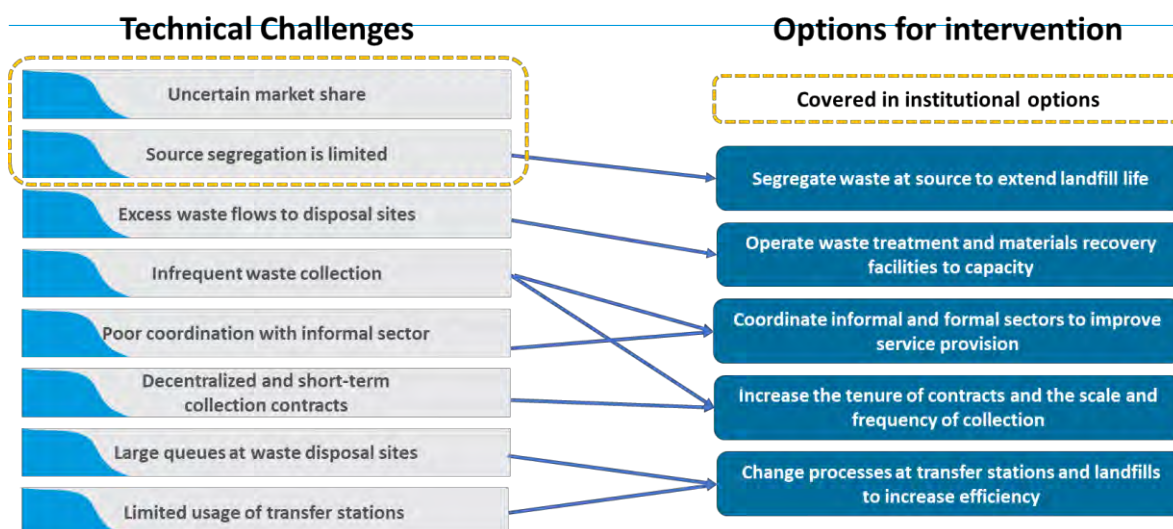 Technical Challenges
Uncertain market share
Source segregation is limited
Excess waste flows to disposal sites
Infrequent waste collection
Poor coordination with informal sector
Decentralized and short-term
collection contracts
Large queues at waste disposal sites
Limited usage of transfer stations
Options for intervention
Covered in institutional options
Segregate waste at source to extend landfill life
Operate waste treatment and materials recovery
facilities to capacity
Coordinate informal and formal sectors to improve
service provision
Increase the tenure of contracts and the scale and
frequency of collection
Change processes at transfer stations and landfills
to increase efficiency